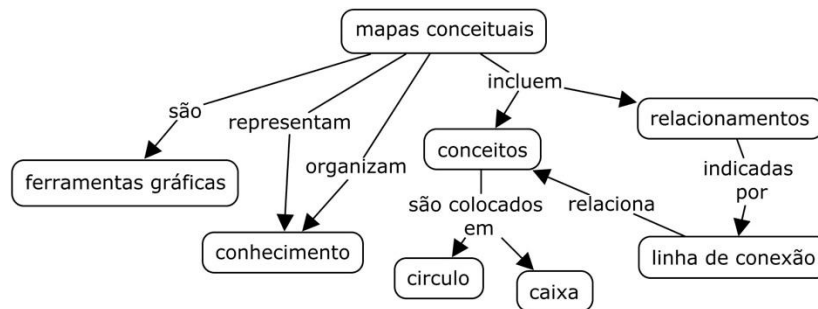 mapas conceituais
incluem
são
relacionamentos
representam
conceitos
indicadas
por
organizam
ferramentas gráficas
são colocados
em
relaciona
conhecimento
linha de conexão
circulo
caixa